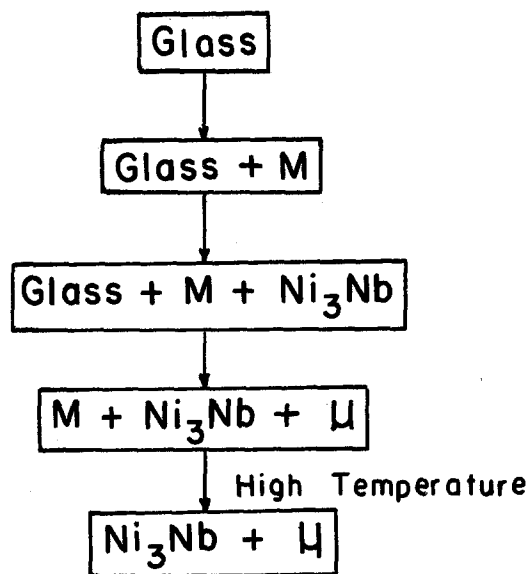 Glass
Glass + M
Glass + M + Ni₃Nb
M + Ni₃Nb + μ
High Temperature
Ni₃Nb + μ